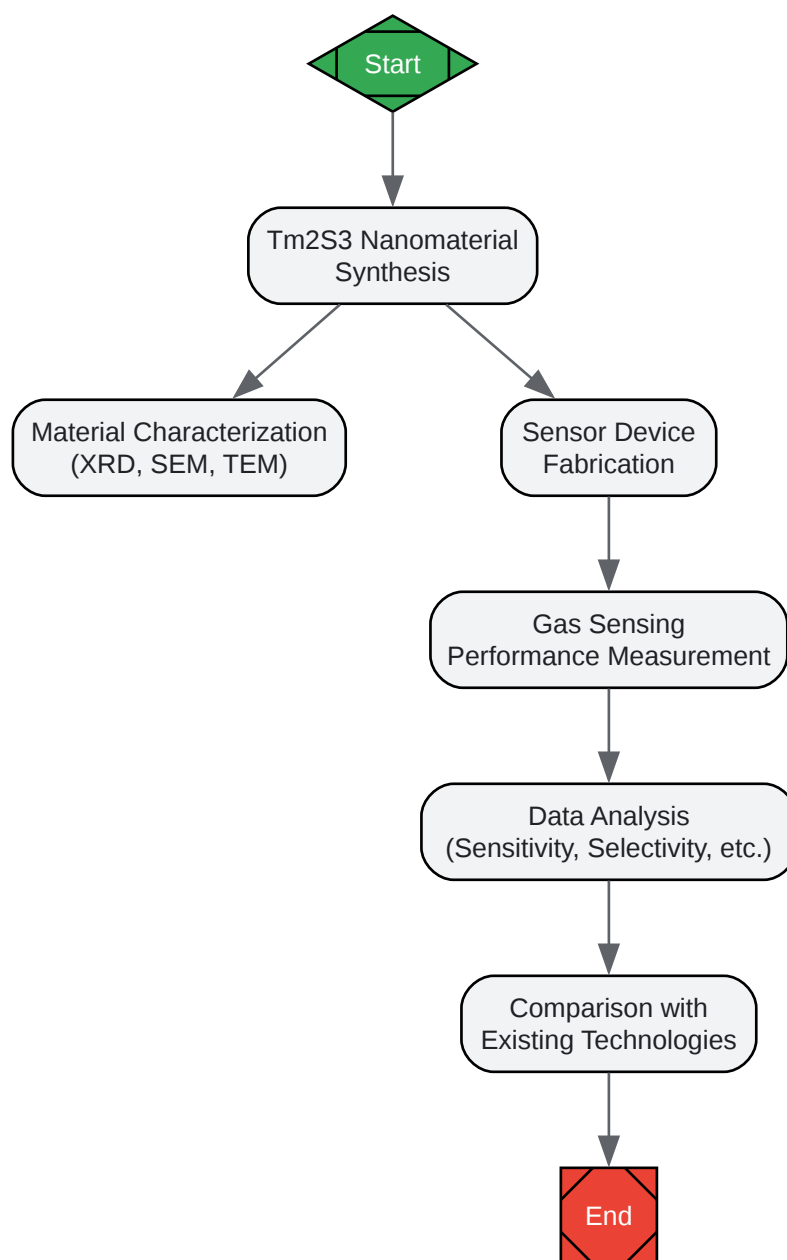 Start
Tm2S3 Nanomaterial
Synthesis
Material Characterization
(XRD, SEM, TEM)
Sensor Device
Fabrication
Gas Sensing
Performance Measurement
Data Analysis
(Sensitivity, Selectivity, etc.)
Comparison with
Existing Technologies
End